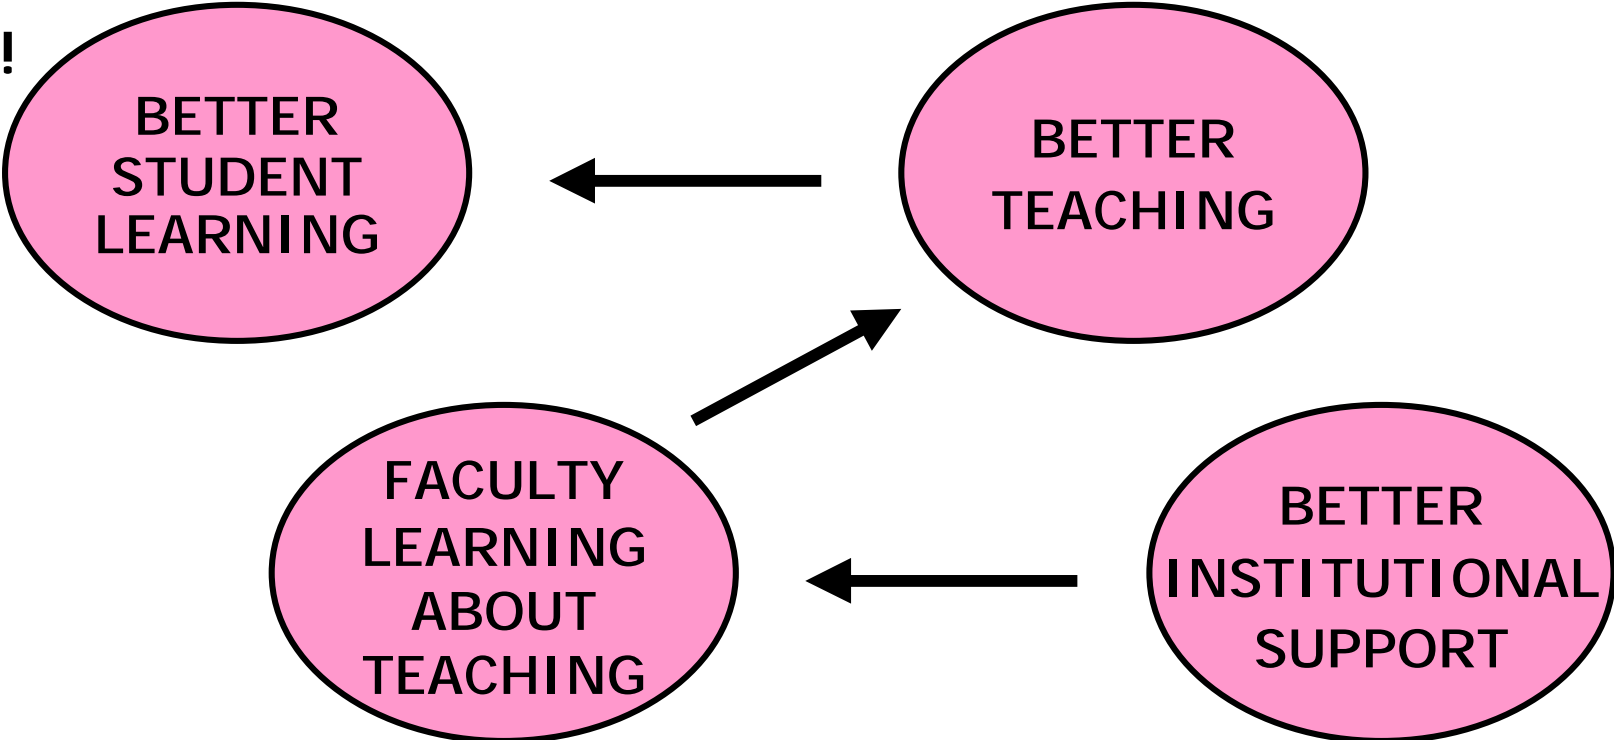 !
BETTER
STUDENT
LEARNING
BETTER
TEACHING
FACULTY
LEARNING
ABOUT
TEACHING
BETTER
INSTITUTIONAL
SUPPORT